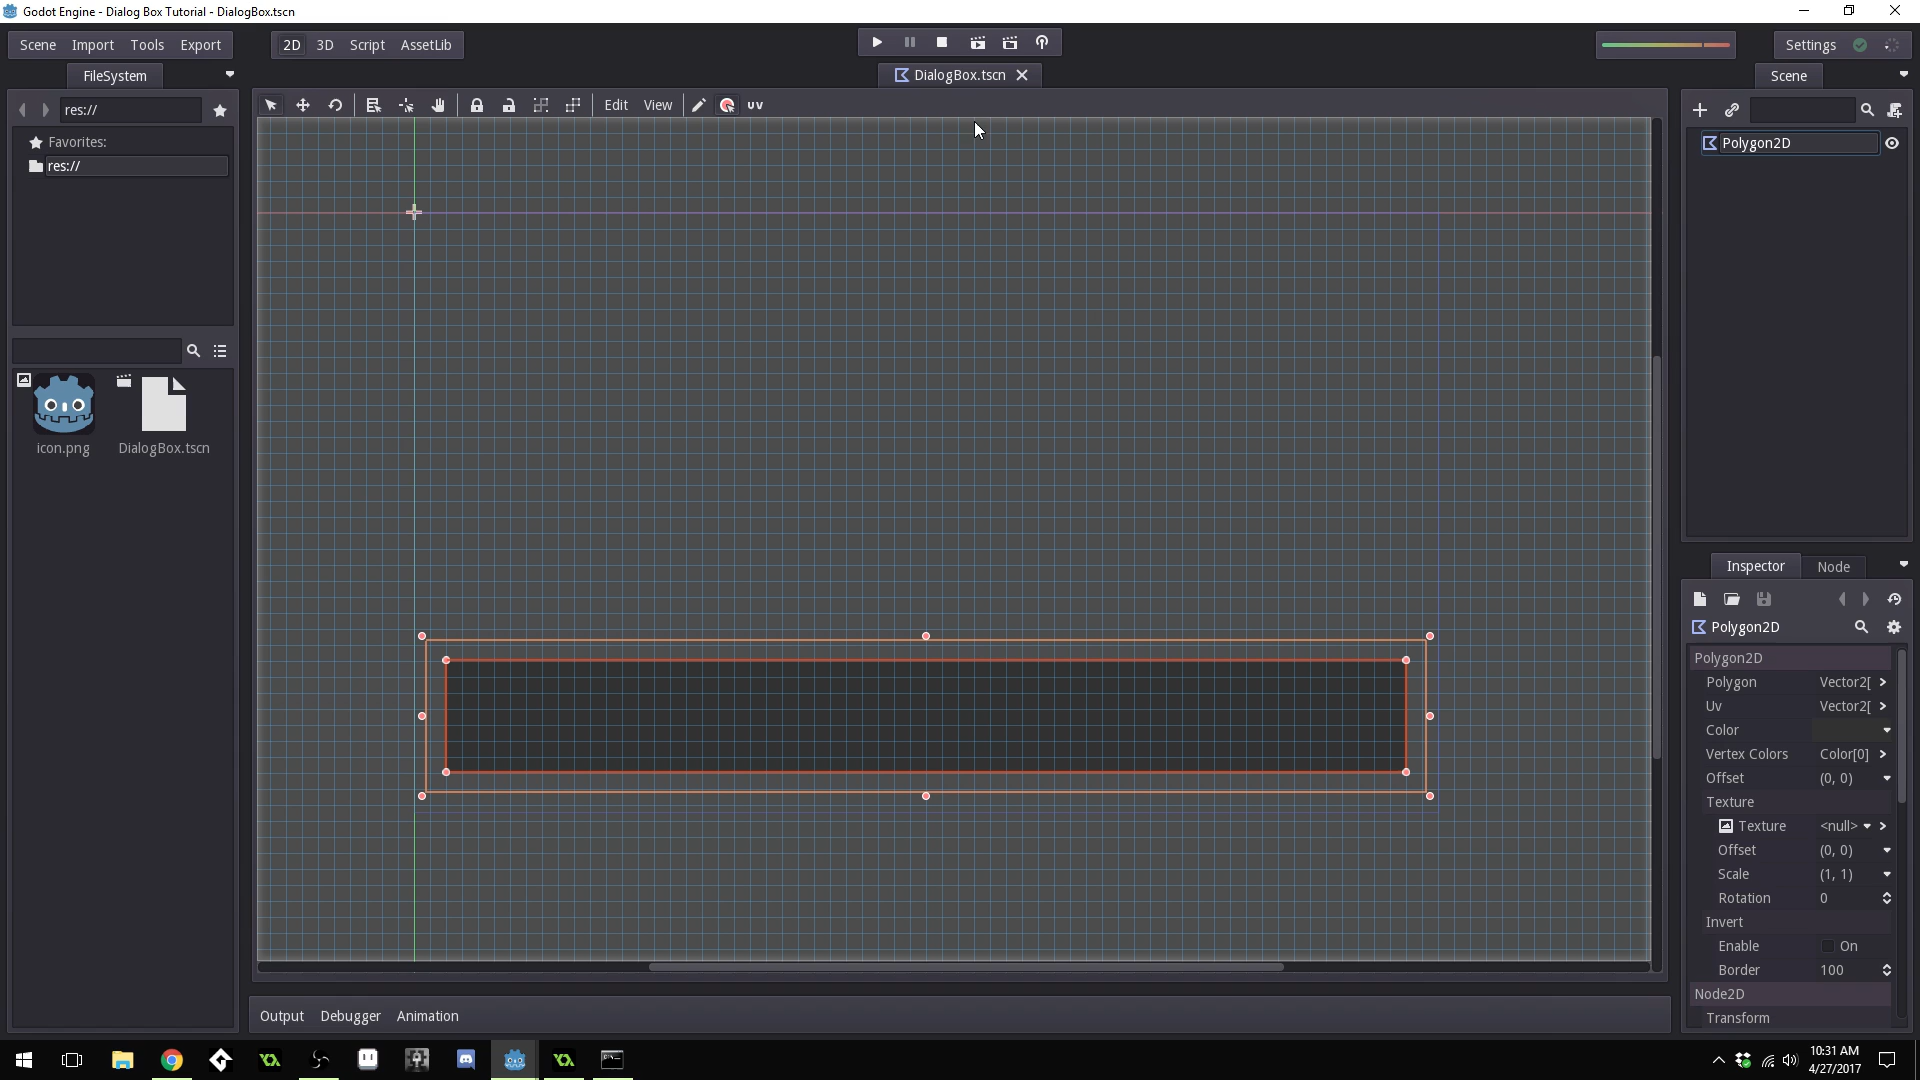 Godot Engine - Dialog Box Tutorial - DialogBox.tscn
Scene Import Tools Export
2D 3D Script AssetLib
Settings
FileSystem
DialogBox.tscn
Scene
res://
Edit View
UV
Favorites:
res://
Polygon2D
icon.png
DialogBox.tscn
Inspector
Node
Polygon2D
Polygon2D
Polygon Vector2[
Uv Vector2[
Color
Vertex Colors Color[0]
Offset (0, 0)
Texture
Texture <null>
Offset (0, 0)
Scale (1, 1)
Rotation 0
Invert
Enable On
Border 100
Node2D
Transform
Output Debugger Animation
10:31 AM
4/27/2017